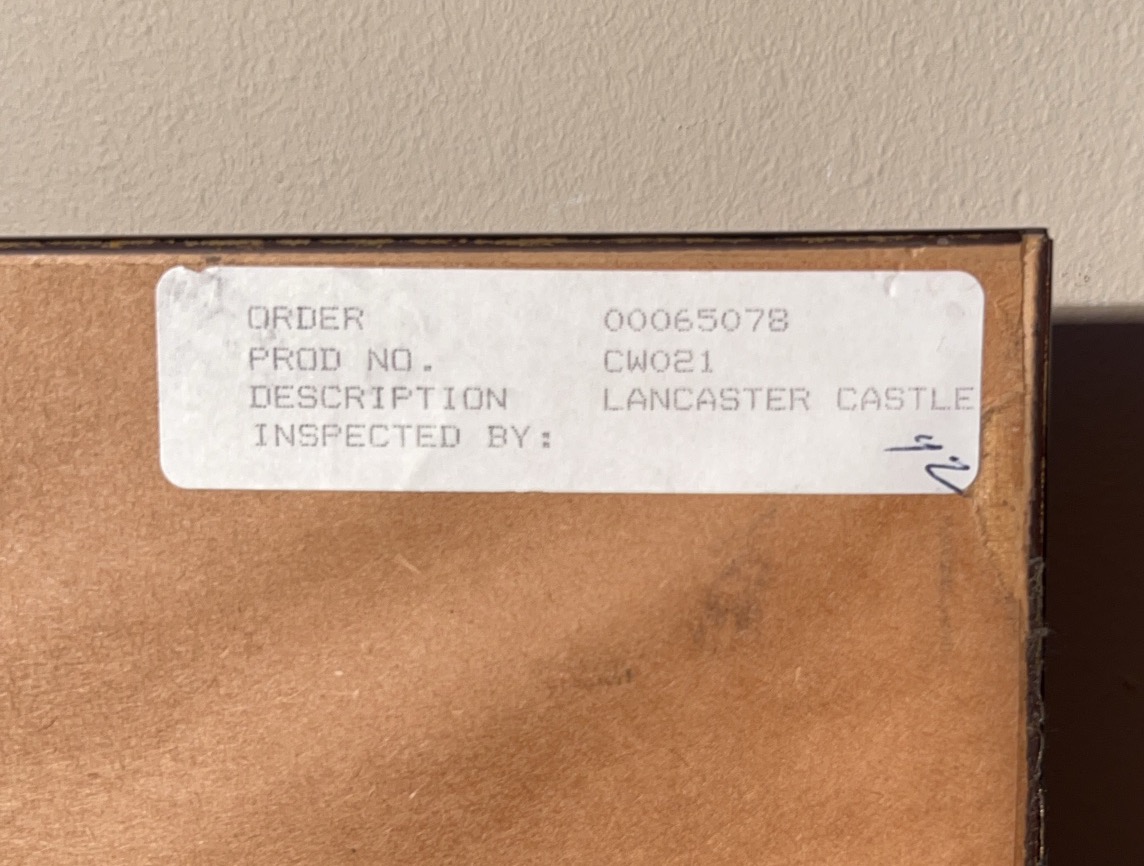 ORDER 00065078
PROD NO. CW021
DESCRIPTION LANCASTER CASTLE
INSPECTED BY: